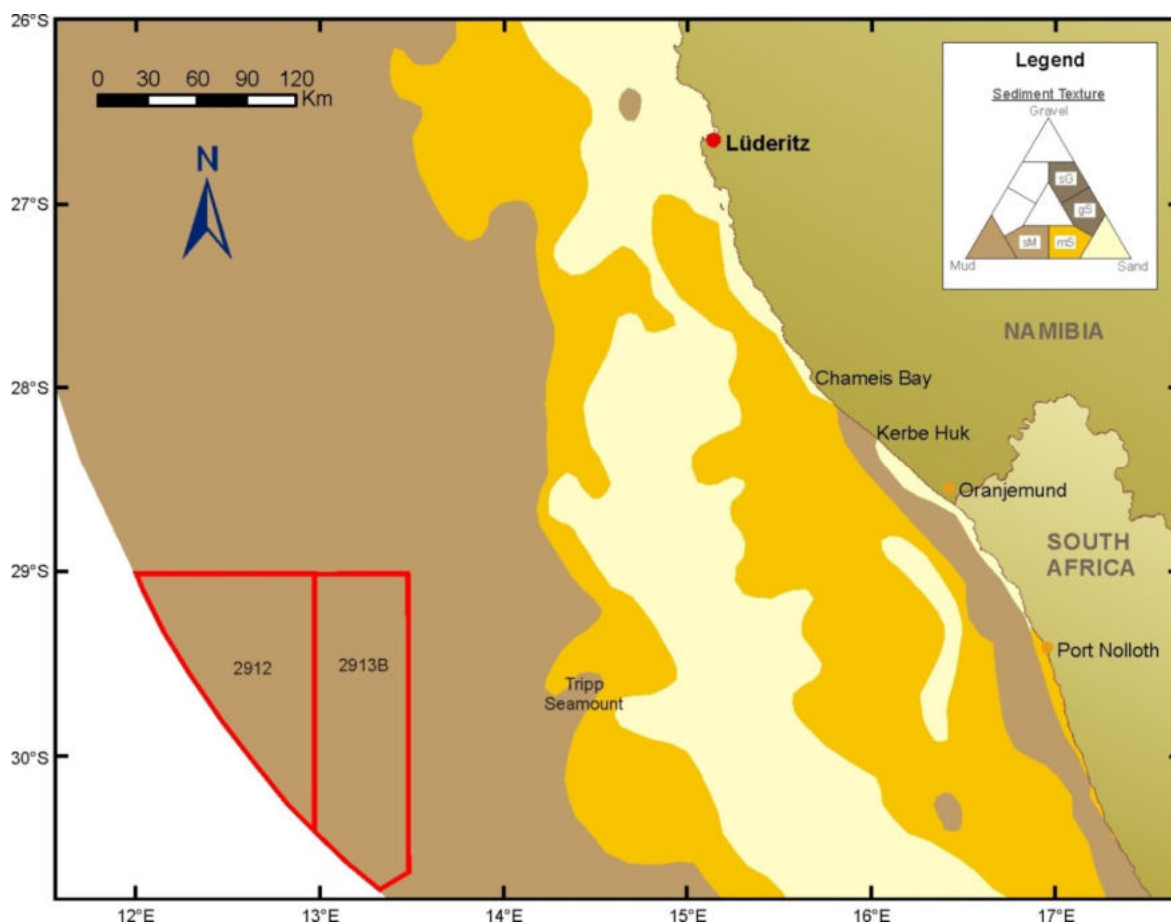 26°S
27°S
28°S
29°S
30°S
0 30 60 90 120
Km
N
Lüderitz
Legend
Sediment Texture
Gravel
sG
gS
sM
mS
Mud
Sand
NAMIBIA
Chameis Bay
Kerbe Huk
Oranjemund
SOUTH
AFRICA
Port Nolloth
2912
2913B
Tripp
Seamount
12°E
13°E
14°E
15°E
16°E
17°E